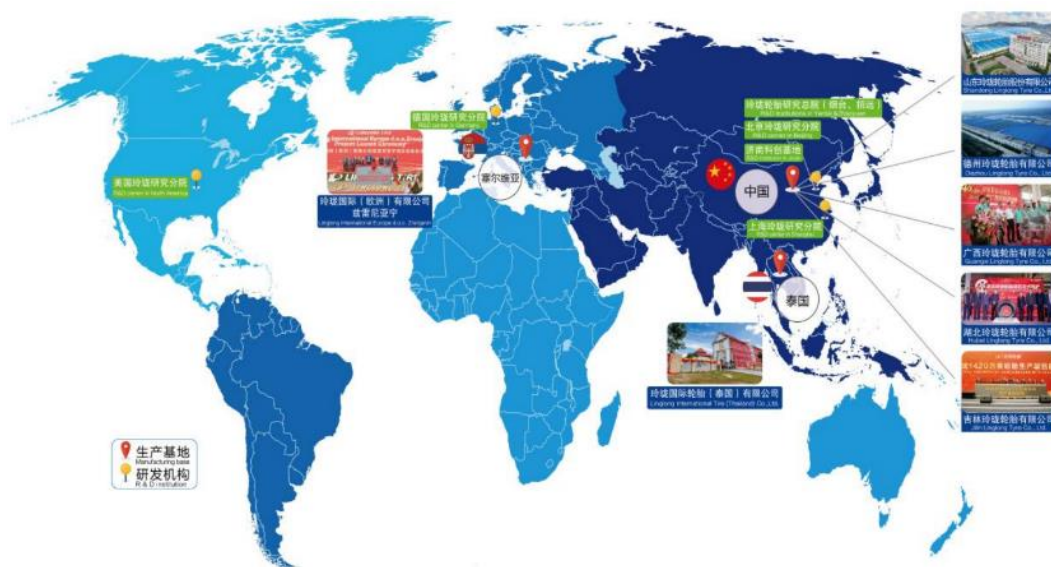 美国玲珑研究分院
R&D center in North America
德国玲珑研究分院
R&D center in Germany
玲珑国际（欧洲）有限公司
兹雷尼亚宁
Linglong International Europe d.o.o. Zrenjanin
塞尔维亚
玲珑轮胎研究总院（烟台、招远）
R&D institutions in Yantai & Zhaoyuan
北京玲珑研究分院
R&D center in Beijing
济南科创基地
中国
上海玲珑研究分院
R&D center in Shanghai
泰国
玲珑国际轮胎（泰国）有限公司
Linglong International Tire (Thailand) Co.,Ltd.
山东玲珑轮胎股份有限公司
Shandong Linglong Tyre Co.,Ltd.
德州玲珑轮胎有限公司
Dezhou Linglong Tyre Co., Ltd.
广西玲珑轮胎有限公司
Guangxi Linglong Tyre Co., Ltd.
湖北玲珑轮胎有限公司
Hubei Linglong Tyre Co., Ltd.
吉林玲珑轮胎有限公司
Jilin Linglong Tyre Co., Ltd.
生产基地
Manufacturing base
研发机构
R & D institution